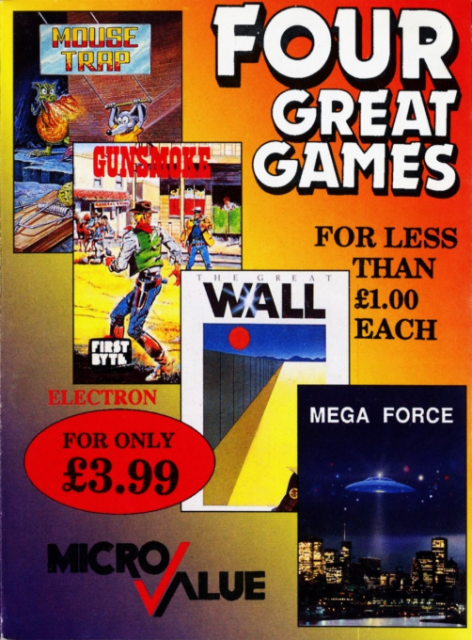 FOUR
GREAT
GAMES
MOUSE
TRAP
GUNSMOKE
FIRST
BYTE
FOR LESS
THAN
£1.00
EACH
THE GREAT
WALL
ELECTRON
FOR ONLY
£3.99
MEGA FORCE
MICRO
VALUE